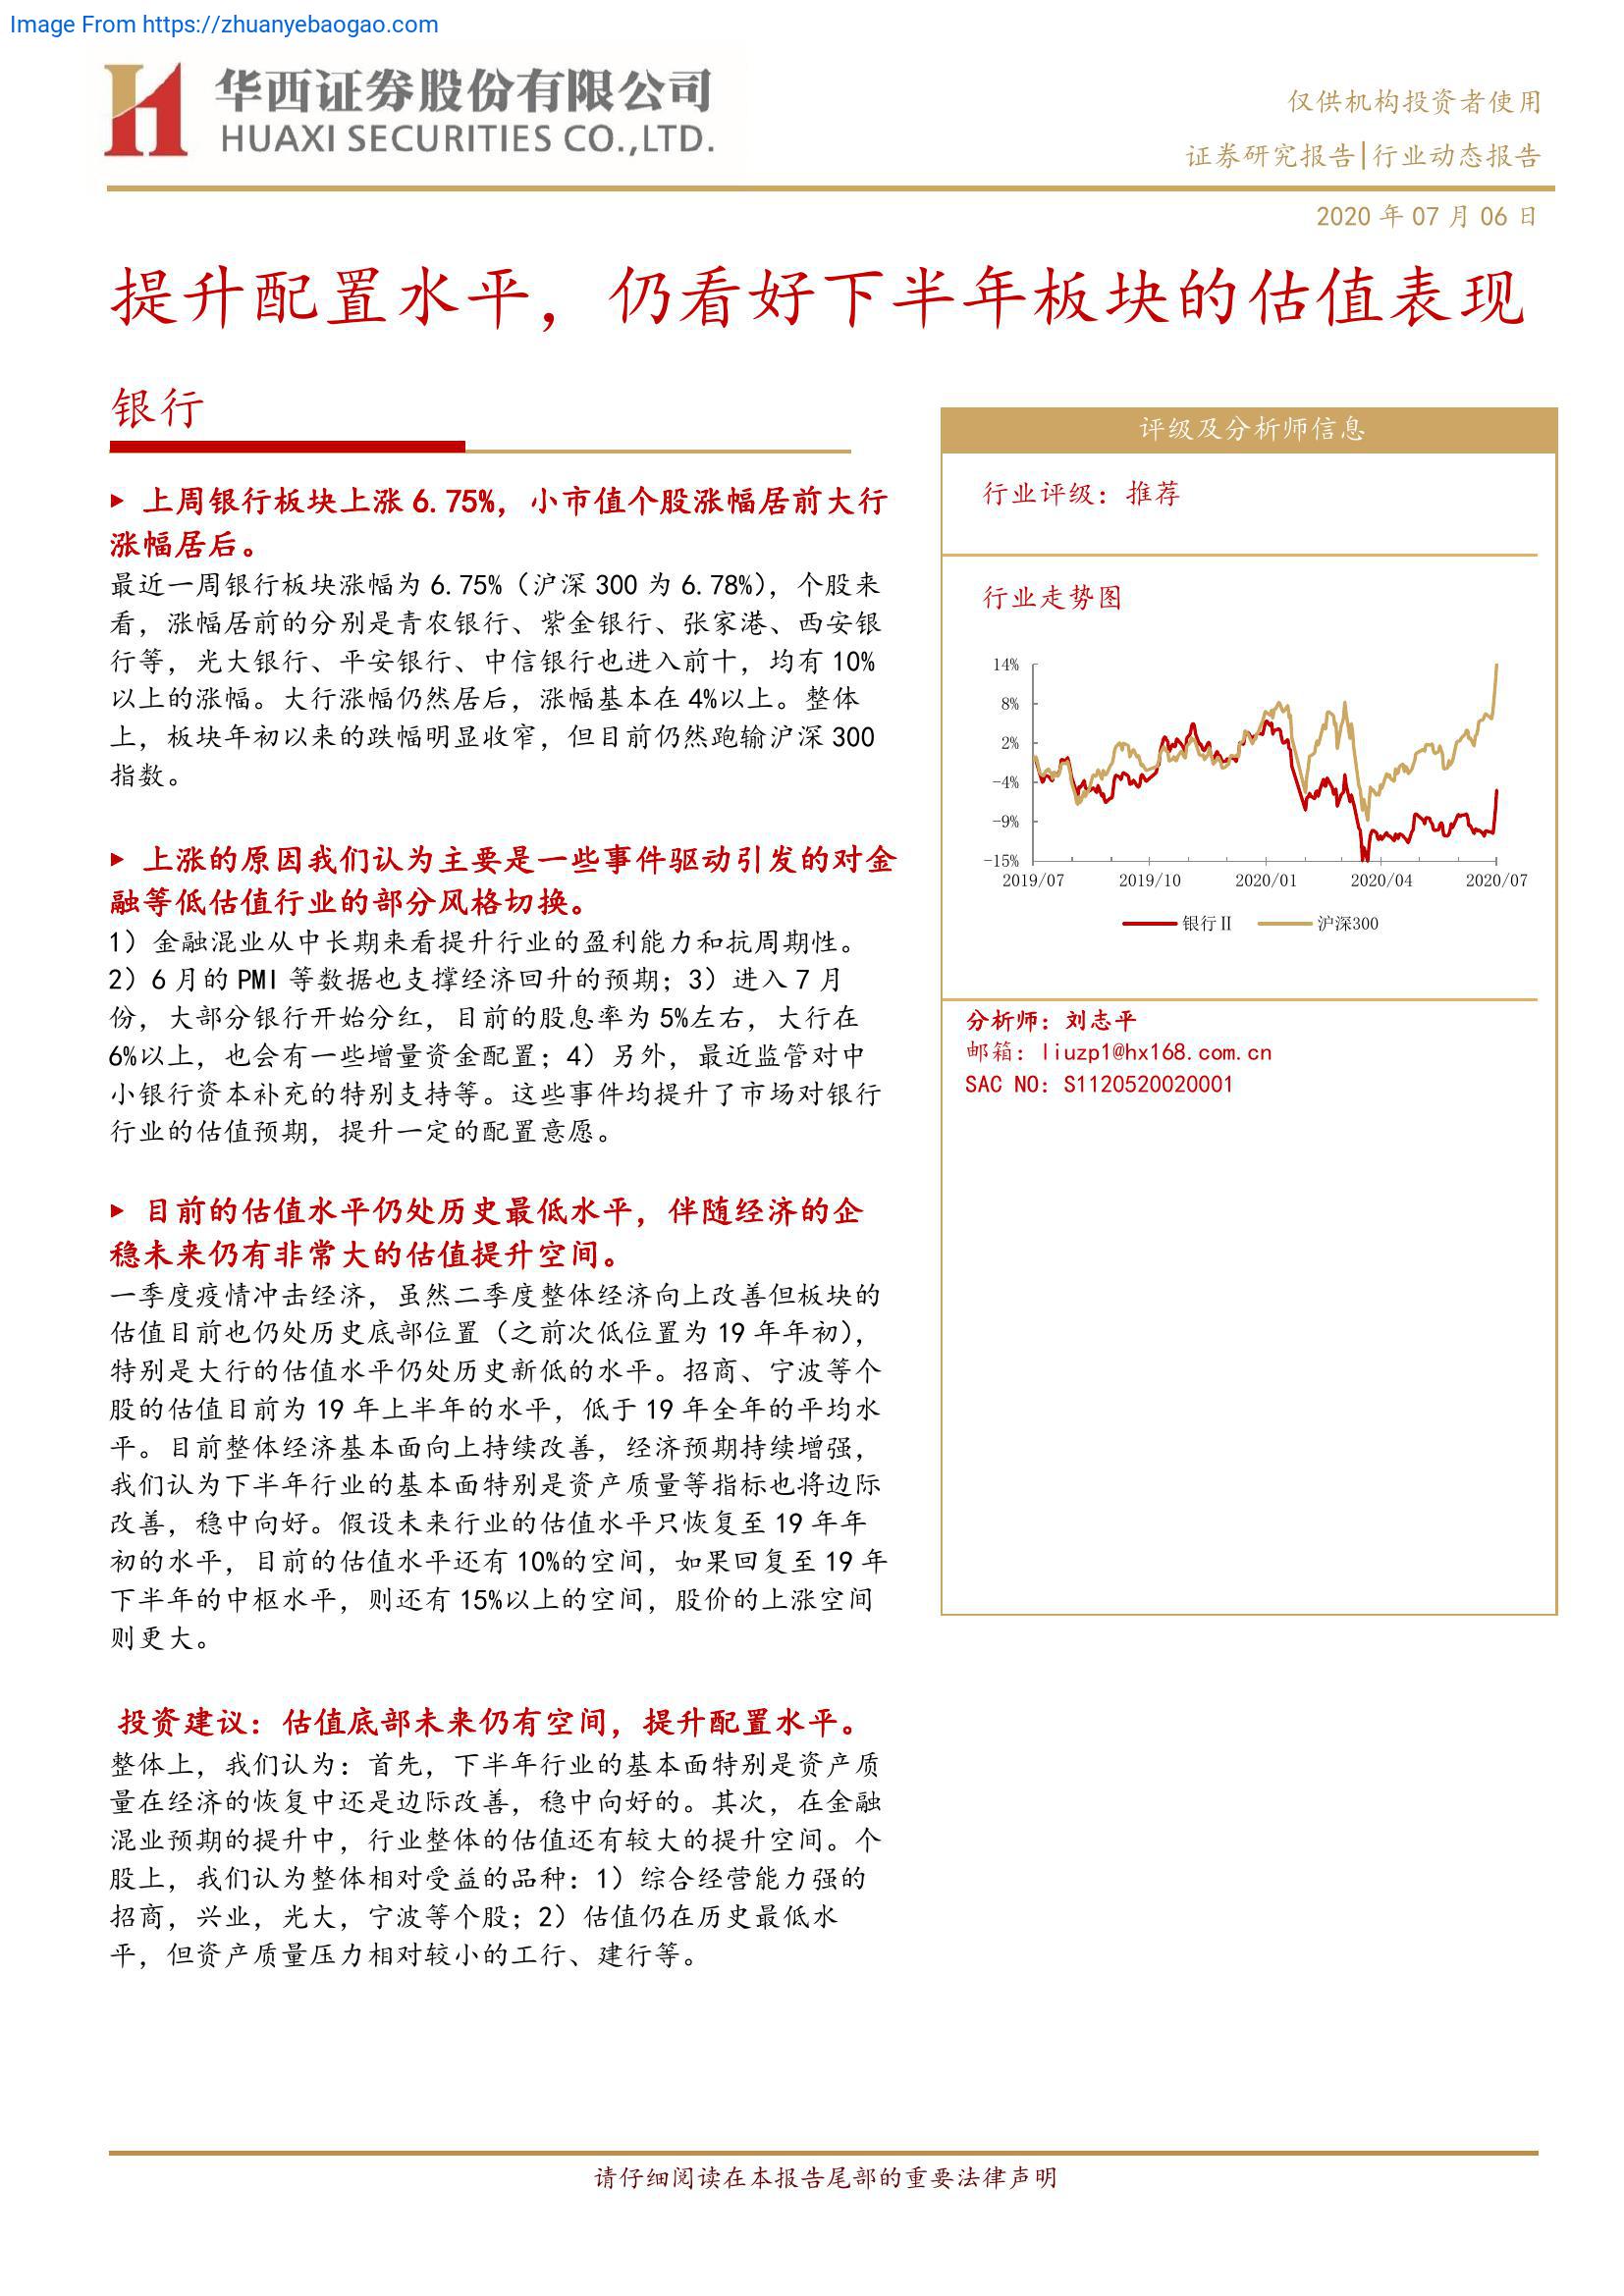 Image From https://zhuanyebaogao.com
华西证券股份有限公司
HUAXI SECURITIES CO.,LTD.
仅供机构投资者使用
证券研究报告|行业动态报告
2020 年 07 月 06 日
提升配置水平，仍看好下半年板块的估值表现
银行
上周银行板块上涨 6.75%，小市值个股涨幅居前大行
涨幅居后。
最近一周银行板块涨幅为 6.75%（沪深 300 为 6.78%），个股来
看，涨幅居前的分别是青农银行、紫金银行、张家港、西安银
行等，光大银行、平安银行、中信银行也进入前十，均有 10%
以上的涨幅。大行涨幅仍然居后，涨幅基本在 4%以上。整体
上，板块年初以来的跌幅明显收窄，但目前仍然跑输沪深 300
指数。
上涨的原因我们认为主要是一些事件驱动引发的对金
融等低估值行业的部分风格切换。
1）金融混业从中长期来看提升行业的盈利能力和抗周期性。
2）6 月的 PMI 等数据也支撑经济回升的预期；3）进入 7 月
份，大部分银行开始分红，目前的股息率为 5%左右，大行在
6%以上，也会有一些增量资金配置；4）另外，最近监管对中
小银行资本补充的特别支持等。这些事件均提升了市场对银行
行业的估值预期，提升一定的配置意愿。
目前的估值水平仍处历史最低水平，伴随经济的企
稳未来仍有非常大的估值提升空间。
一季度疫情冲击经济，虽然二季度整体经济向上改善但板块的
估值目前也仍处历史底部位置（之前次低位置为 19 年年初），
特别是大行的估值水平仍处历史新低的水平。招商、宁波等个
股的估值目前为 19 年上半年的水平，低于 19 年全年的平均水
平。目前整体经济基本面向上持续改善，经济预期持续增强，
我们认为下半年行业的基本面特别是资产质量等指标也将边际
改善，稳中向好。假设未来行业的估值水平只恢复至 19 年年
初的水平，目前的估值水平还有 10%的空间，如果回复至 19 年
下半年的中枢水平，则还有 15%以上的空间，股价的上涨空间
则更大。
投资建议：估值底部未来仍有空间，提升配置水平。
整体上，我们认为：首先，下半年行业的基本面特别是资产质
量在经济的恢复中还是边际改善，稳中向好的。其次，在金融
混业预期的提升中，行业整体的估值还有较大的提升空间。个
股上，我们认为整体相对受益的品种：1）综合经营能力强的
招商，兴业，光大，宁波等个股；2）估值仍在历史最低水
平，但资产质量压力相对较小的工行、建行等。
评级及分析师信息
行业评级：推荐
行业走势图
14%
8%
2%
-4%
-9%
-15%
2019/07 2019/10 2020/01 2020/04 2020/07
银行Ⅱ 沪深300
分析师：刘志平
邮箱：liuzp1@hx168.com.cn
SAC NO：S1120520020001
请仔细阅读在本报告尾部的重要法律声明